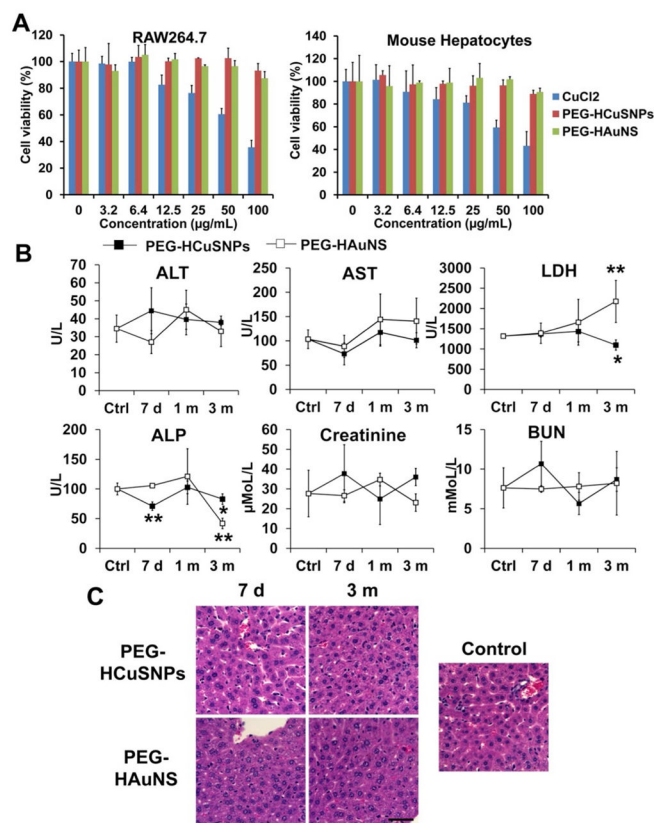 A
RAW264.7
Mouse Hepatocytes
Cell viability (%)
120
100
80
60
40
20
0
0 3.2 6.4 12.5 25 50 100
Concentration (µg/mL)
Cell viability (%)
140
120
100
80
60
40
20
0
0 3.2 6.4 12.5 25 50 100
Concentration (µg/mL)
CuCl2
PEG-HCuSNPs
PEG-HAuNS
B
PEG-HCuSNPs PEG-HAuNS
ALT
U/L
70
60
50
40
30
20
10
0
Ctrl 7 d 1 m 3 m
AST
U/L
250
200
150
100
50
0
Ctrl 7 d 1 m 3 m
LDH
U/L
3000
2500
2000
1500
1000
500
0
**
*
Ctrl 7 d 1 m 3 m
ALP
U/L
200
150
100
50
0
**
*
**
Ctrl 7 d 1 m 3 m
Creatinine
µMoL/L
60
50
40
30
20
10
0
Ctrl 7 d 1 m 3 m
BUN
mMoL/L
15
10
5
0
Ctrl 7 d 1 m 3 m
C
7 d 3 m
PEG-
HCuSNPs
Control
PEG-
HAuNS